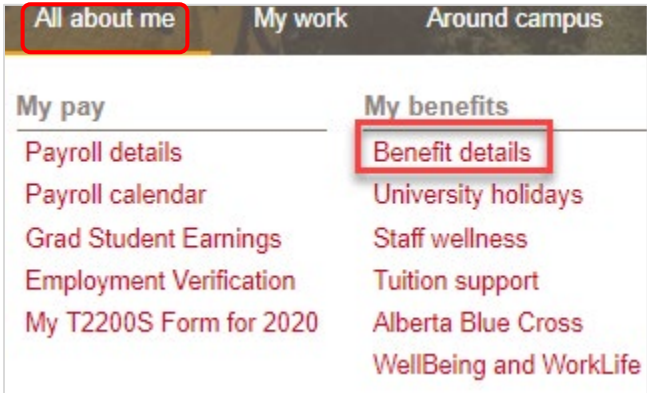 All about me My work Around campus
My pay
Payroll details
Payroll calendar
Grad Student Earnings
Employment Verification
My T2200S Form for 2020
My benefits
Benefit details
University holidays
Staff wellness
Tuition support
Alberta Blue Cross
WellBeing and WorkLife